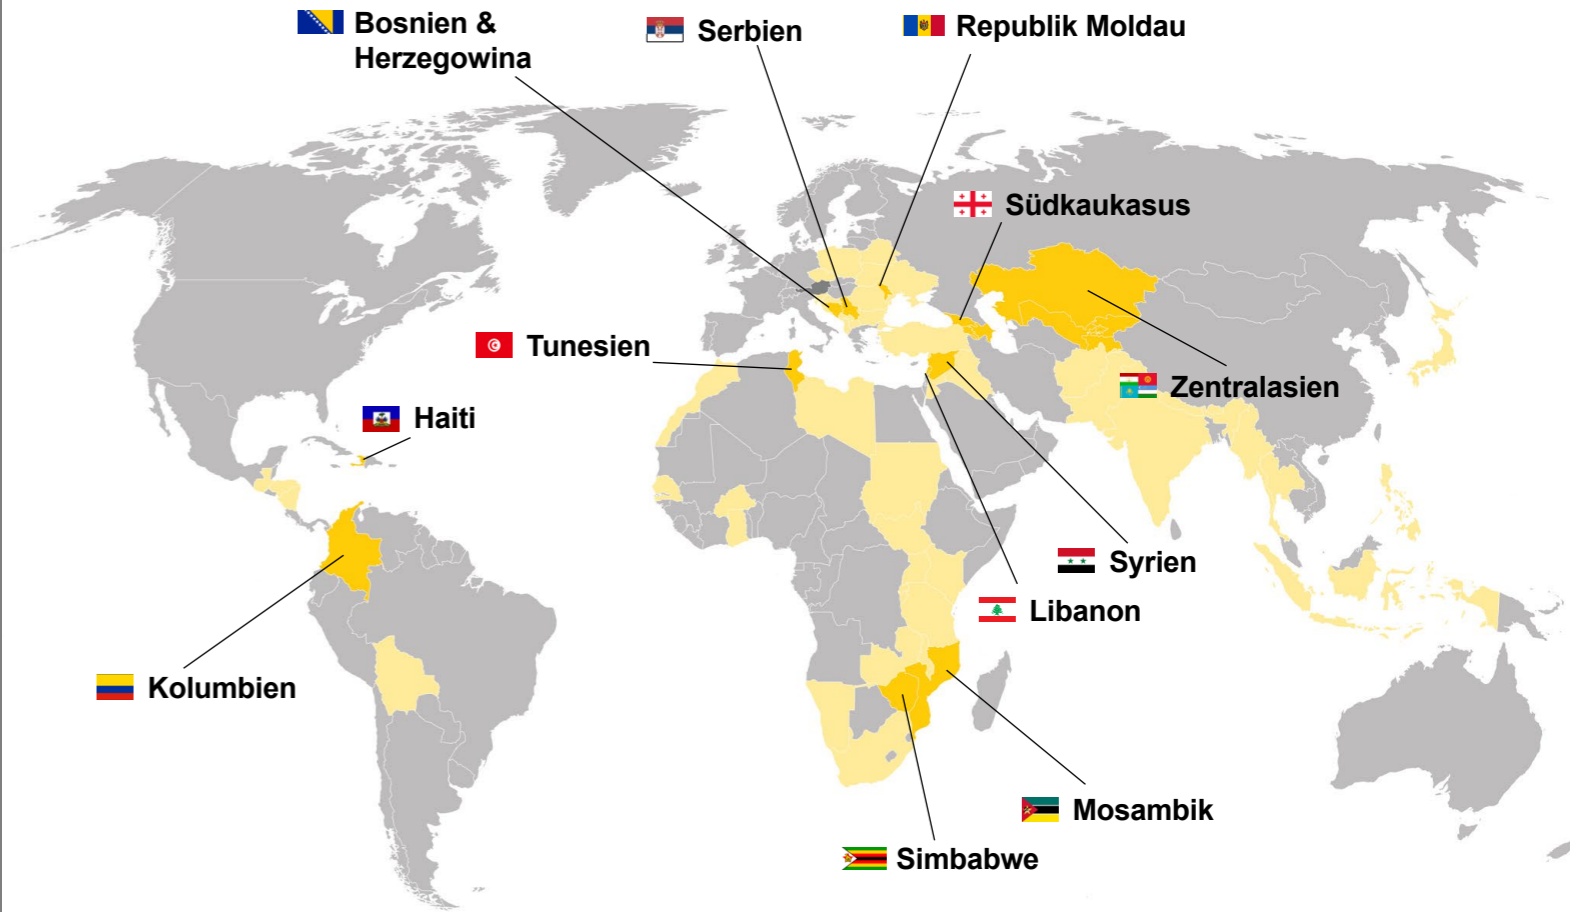 Bosnien &
Herzegowina
Serbien
Republik Moldau
Südkaukasus
Tunesien
Zentralasien
Haiti
Syrien
Libanon
Kolumbien
Mosambik
Simbabwe